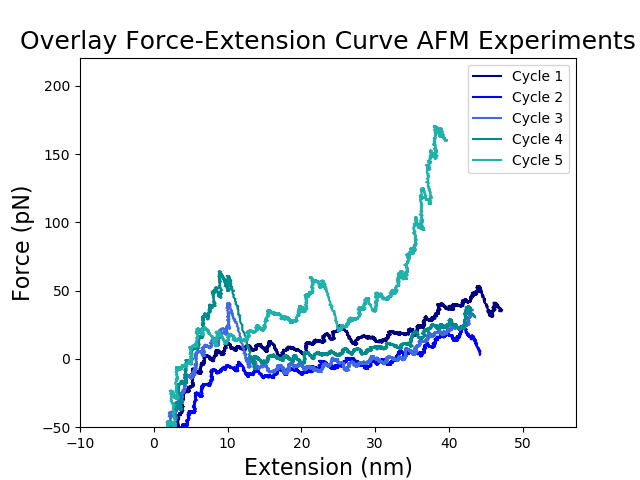 Overlay Force-Extension Curve AFM Experiments
Cycle 1
Cycle 2
Cycle 3
Cycle 4
Cycle 5
Force (pN)
200
150
100
50
0
−50
−10
0
10
20
30
40
50
Extension (nm)